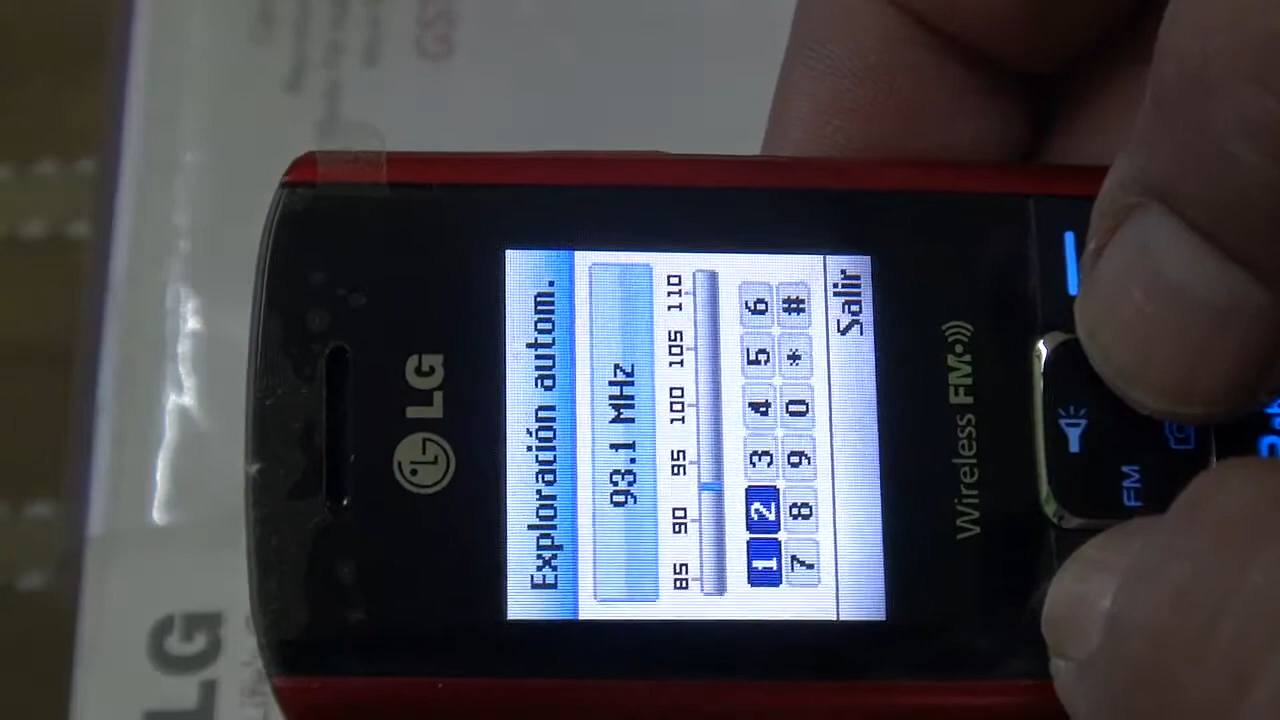 LG
Exploración autom.
93.1 MHz
85 90 95 100 105 110
1 2 3 4 5 6
7 8 9 0 * #
Salir
Wireless FM
FM
LG
GS